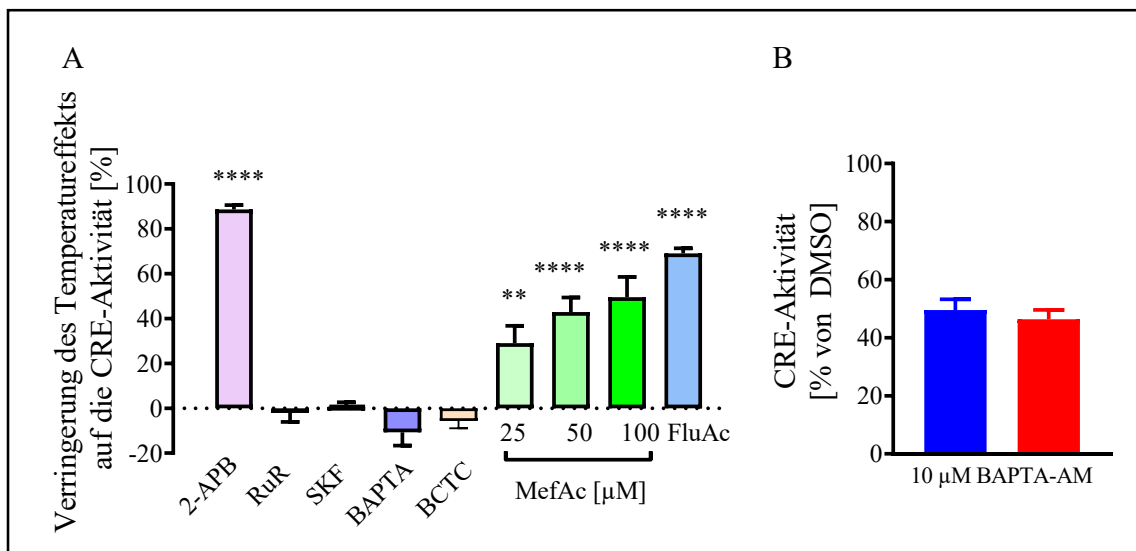 A
Verringerung des Temperatureffekts
auf die CRE-Aktivität [%]
100
80
60
40
20
0
-20
****
**
****
****
****
2-APB
RuR
SKF
BAPTA
BCTC
25 50 100 FluAc
MefAc [µM]
B
CRE-Aktivität
[% von DMSO]
100
80
60
40
20
0
10 µM BAPTA-AM